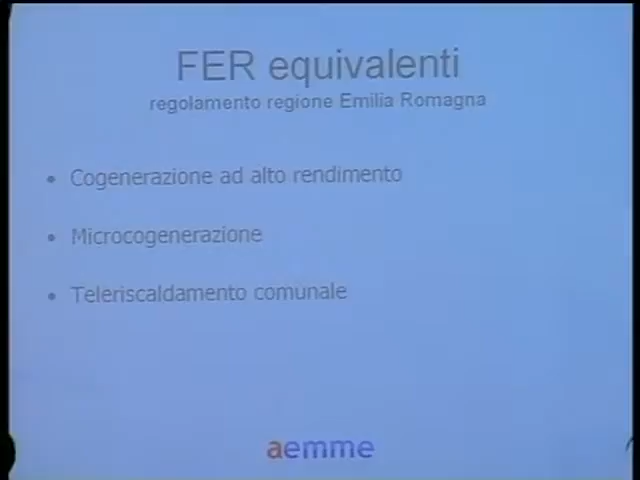 FER equivalenti
regolamento regione Emilia Romagna
• Cogenerazione ad alto rendimento
• Microcogenerazione
• Teleriscaldamento comunale
aemme